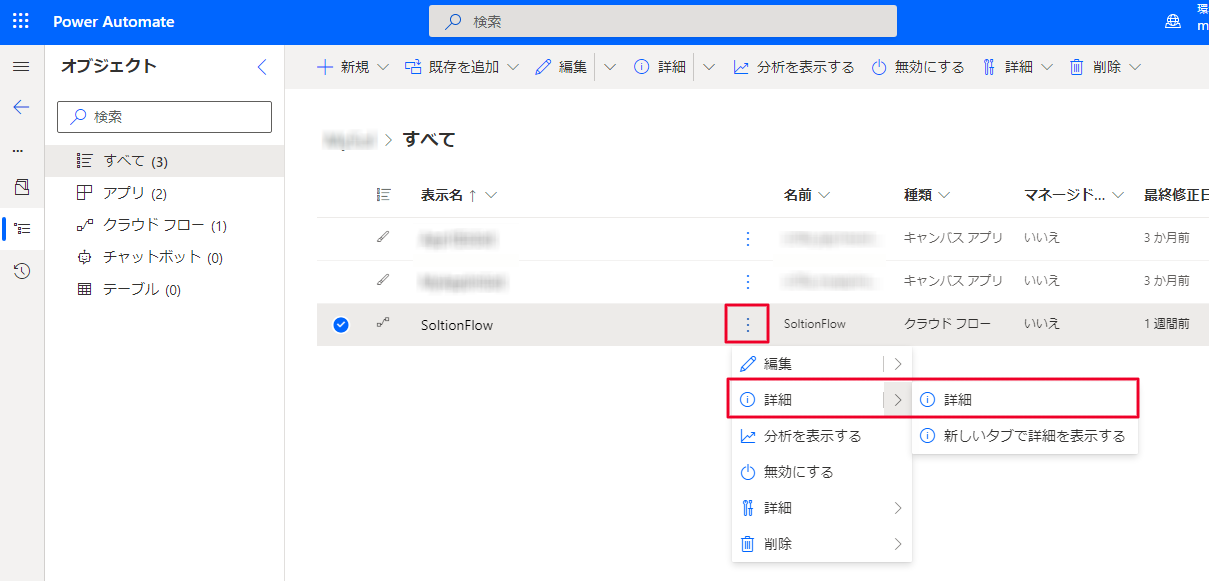 Power Automate
検索
環
m
オブジェクト
新規
既存を追加
編集
詳細
分析を表示する
無効にする
詳細
削除
検索
すべて
すべて (3)
アプリ (2)
クラウド フロー (1)
チャットボット (0)
テーブル (0)
表示名 ↑ 名前 種類 マネージド... 最終修正日
キャンバス アプリ いいえ 3 か月前
キャンバス アプリ いいえ 3 か月前
SoltionFlow SoltionFlow クラウド フロー いいえ 1 週間前
編集
詳細
詳細
分析を表示する
新しいタブで詳細を表示する
無効にする
詳細
削除